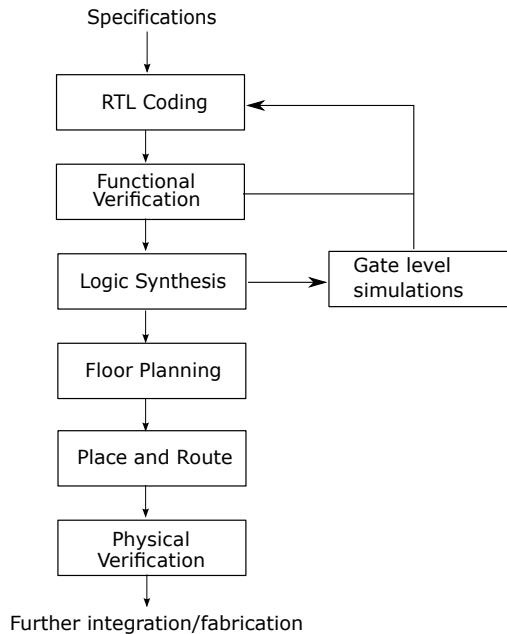 Specifications
RTL Coding
Functional
Verification
Logic Synthesis
Gate level
simulations
Floor Planning
Place and Route
Physical
Verification
Further integration/fabrication